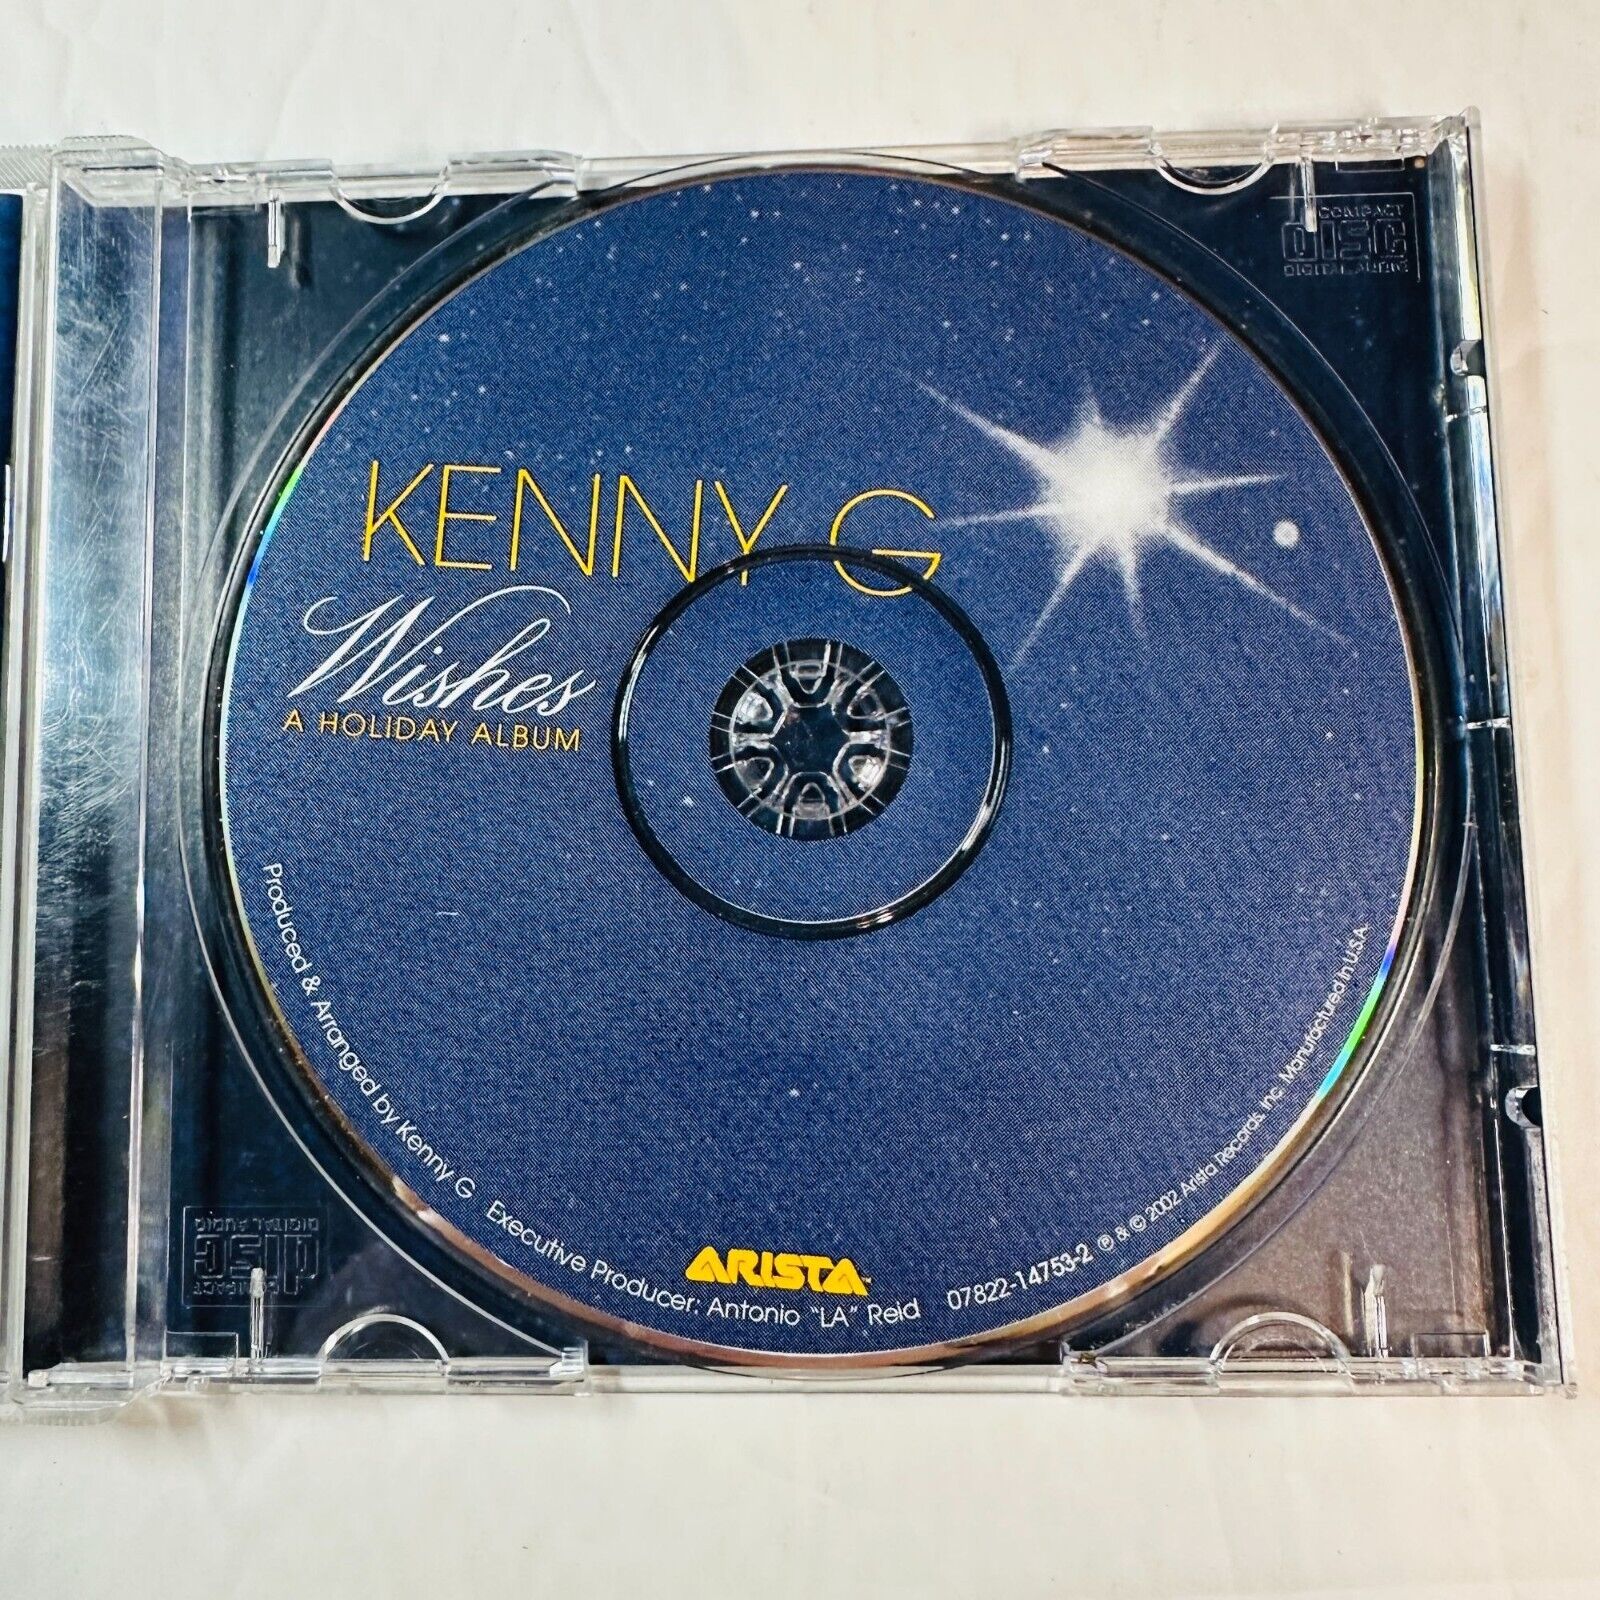 COMPACT
DISC
DIGITAL AUDIO
KENNY G
Wishes
A HOLIDAY ALBUM
Produced & Arranged by Kenny G Executive Producer: Antonio "LA" Reid 07822-14753-2 ℗ & © 2002 Arista Records, Inc. Manufactured in U.S.A.
ARISTA
COMPACT
disc
DIGITAL AUDIO